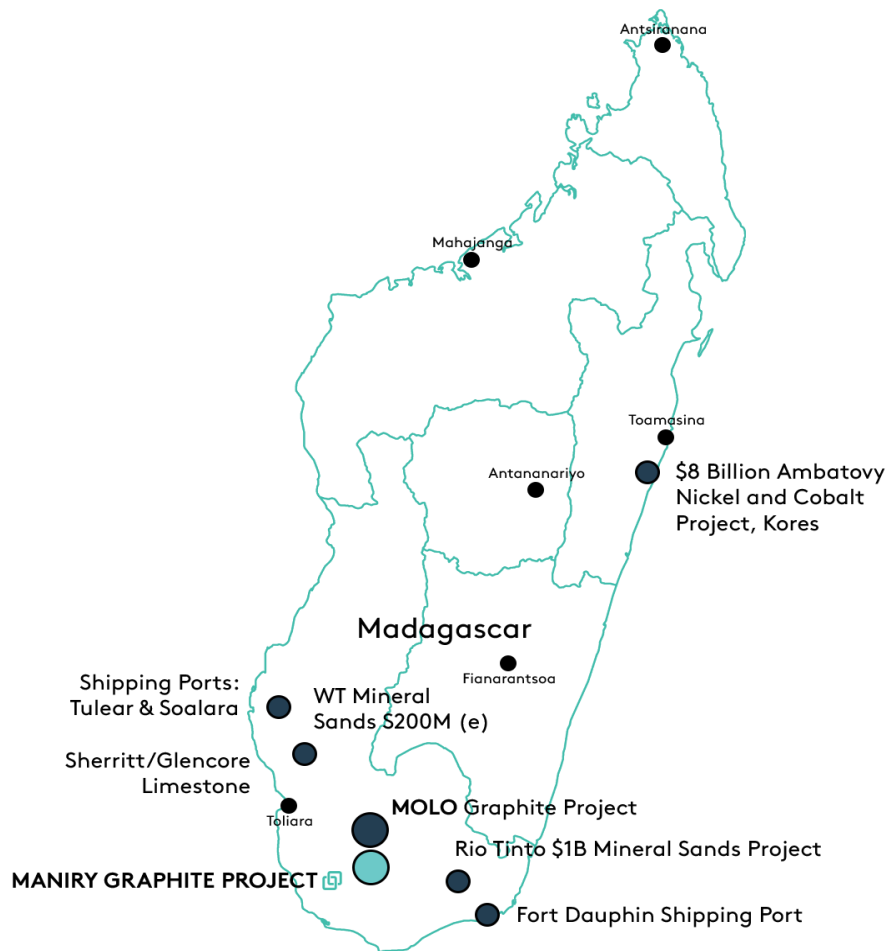 Antsiranana
Mahajanga
Toamasina
$8 Billion Ambatovy
Nickel and Cobalt
Project, Kores
Antananariyo
Madagascar
Fianarantsoa
Shipping Ports:
Tulear & Soalara
WT Mineral
Sands S200M (e)
Sherritt/Glencore
Limestone
Toliara
MOLO Graphite Project
Rio Tinto $1B Mineral Sands Project
MANIRY GRAPHITE PROJECT
Fort Dauphin Shipping Port